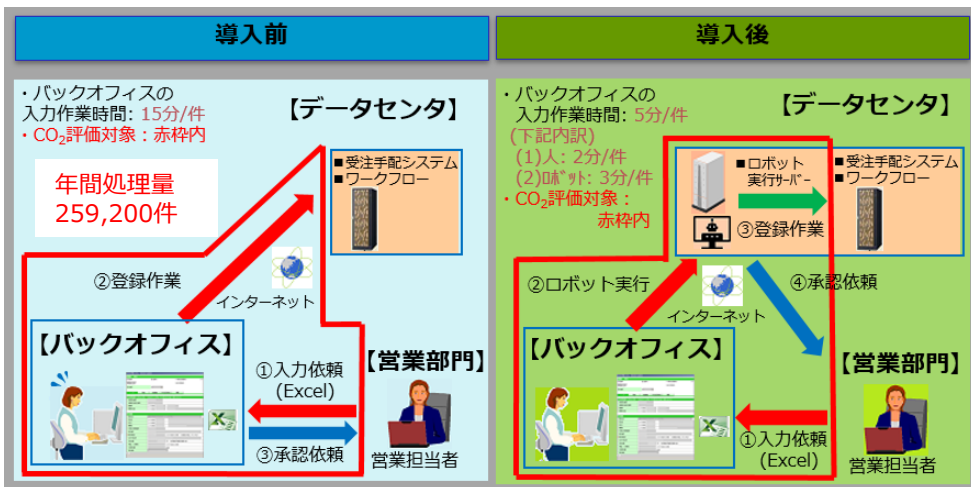 導入前
・バックオフィスの
入力作業時間: 15分/件
・CO₂評価対象：赤枠内
【データセンタ】
年間処理量
259,200件
■受注手配システム
■ワークフロー
②登録作業
インターネット
【バックオフィス】
【営業部門】
①入力依頼
(Excel)
③承認依頼
営業担当者
導入後
・バックオフィスの
入力作業時間: 5分/件
(下記内訳)
(1)人: 2分/件
(2)ﾛﾎﾞｯﾄ: 3分/件
・CO₂評価対象：
赤枠内
【データセンタ】
■ロボット
実行ｻｰﾊﾞｰ
■受注手配システム
■ワークフロー
③登録作業
②ロボット実行
④承認依頼
インターネット
【バックオフィス】
【営業部門】
①入力依頼
(Excel)
営業担当者